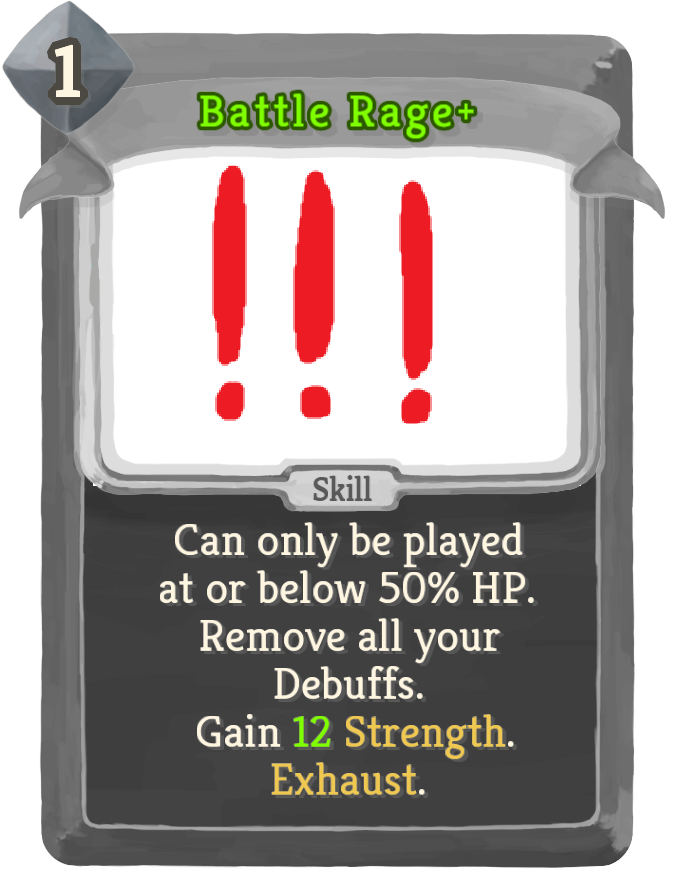 1
Battle Rage+
!!!
Skill
Can only be played
at or below 50% HP.
Remove all your
Debuffs.
Gain 12 Strength.
Exhaust.